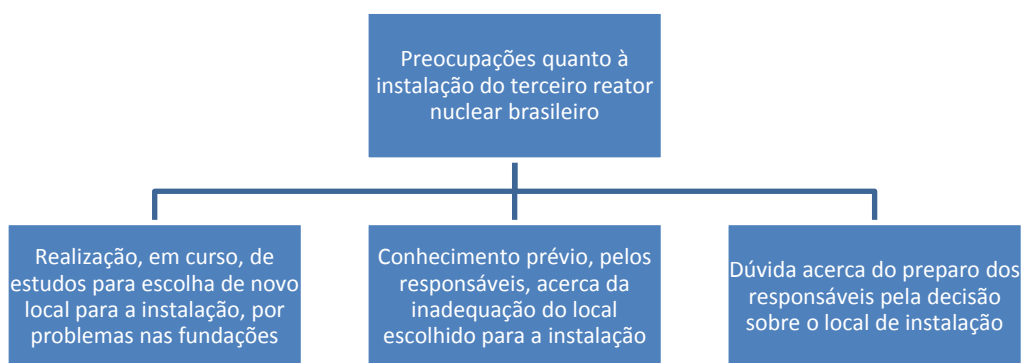 Preocupações quanto à
instalação do terceiro reator
nuclear brasileiro
Realização, em curso, de
estudos para escolha de novo
local para a instalação, por
problemas nas fundações
Conhecimento prévio, pelos
responsáveis, acerca da
inadequação do local
escolhido para a instalação
Dúvida acerca do preparo dos
responsáveis pela decisão
sobre o local de instalação